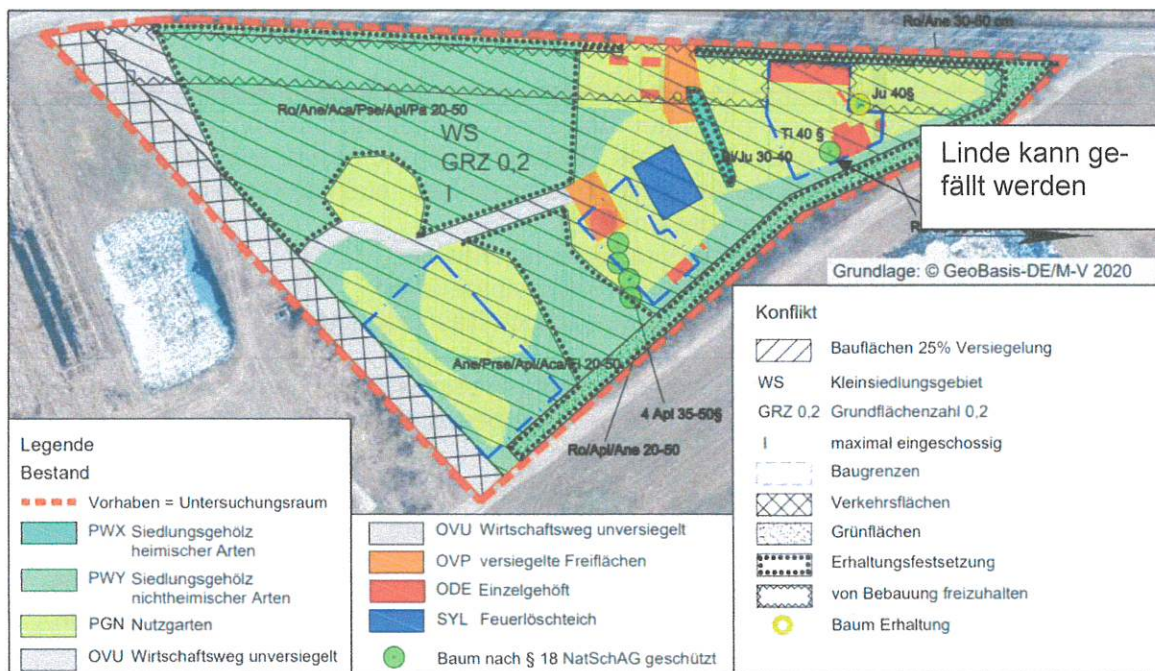 Ro/Ane 30-60 cm
Ju 40§
Ro/Ane/Aca/Pse/Apl/Pa 20-50
WS
GRZ 0,2
I
Ti 40 §
/Ju 30-40
Linde kann ge-
fällt werden
Grundlage: © GeoBasis-DE/M-V 2020
Ane/Prse/Apl/Aca/Ti 20-50
4 Apl 35-50§
Ro/Apl/Ane 20-50
Legende
Bestand
Vorhaben = Untersuchungsraum
PWX Siedlungsgehölz
heimischer Arten
PWY Siedlungsgehölz
nichtheimischer Arten
PGN Nutzgarten
OVU Wirtschaftsweg unversiegelt
OVU Wirtschaftsweg unversiegelt
OVP versiegelte Freiflächen
ODE Einzelgehöft
SYL Feuerlöschteich
Baum nach § 18 NatSchAG geschützt
Konflikt
Bauflächen 25% Versiegelung
WS Kleinsiedlungsgebiet
GRZ 0,2 Grundflächenzahl 0,2
I maximal eingeschossig
Baugrenzen
Verkehrsflächen
Grünflächen
Erhaltungsfestsetzung
von Bebauung freizuhalten
Baum Erhaltung